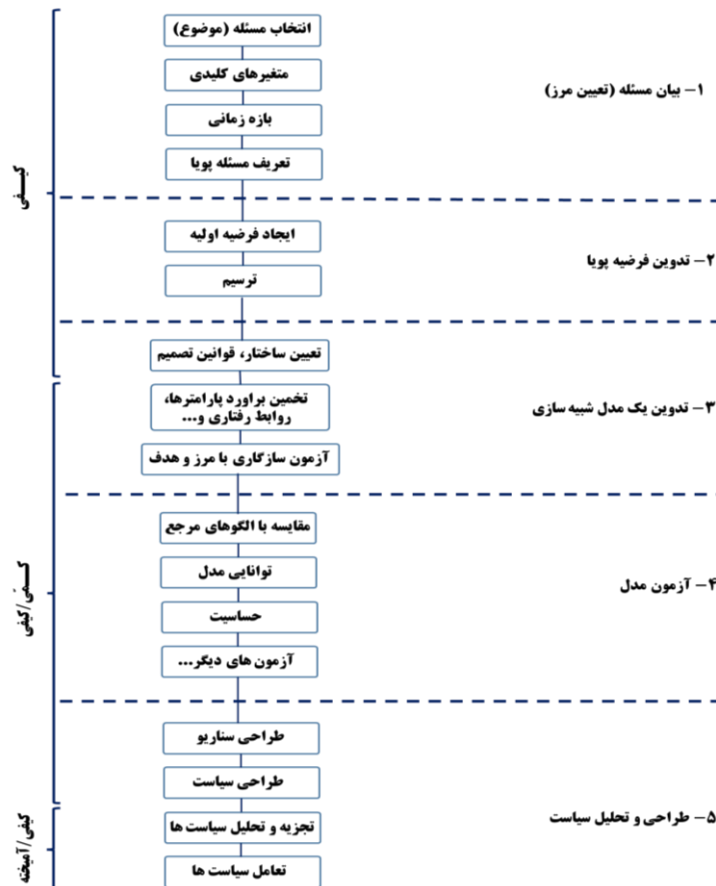 انتخاب مسئله (موضوع)
متغیرهای کلیدی
بازه زمانی
تعریف مسئله پویا
۱– بیان مسئله (تعیین مرز)
ایجاد فرضیه اولیه
ترسیم
۲– تدوین فرضیه پویا
کیـــفی
تعیین ساختار، قوانین تصمیم
تخمین براورد پارامترها،
روابط رفتاری و...
آزمون سازگاری با مرز و هدف
۳– تدوین یک مدل شبیه سازی
مقایسه با الگوهای مرجع
توانایی مدل
حساسیت
آزمون های دیگر...
۴– آزمون مدل
کـــمّی/کیفی
طراحی سناریو
طراحی سیاست
تجزیه و تحلیل سیاست ها
تعامل سیاست ها
۵– طراحی و تحلیل سیاست
کیفی/آمیخته